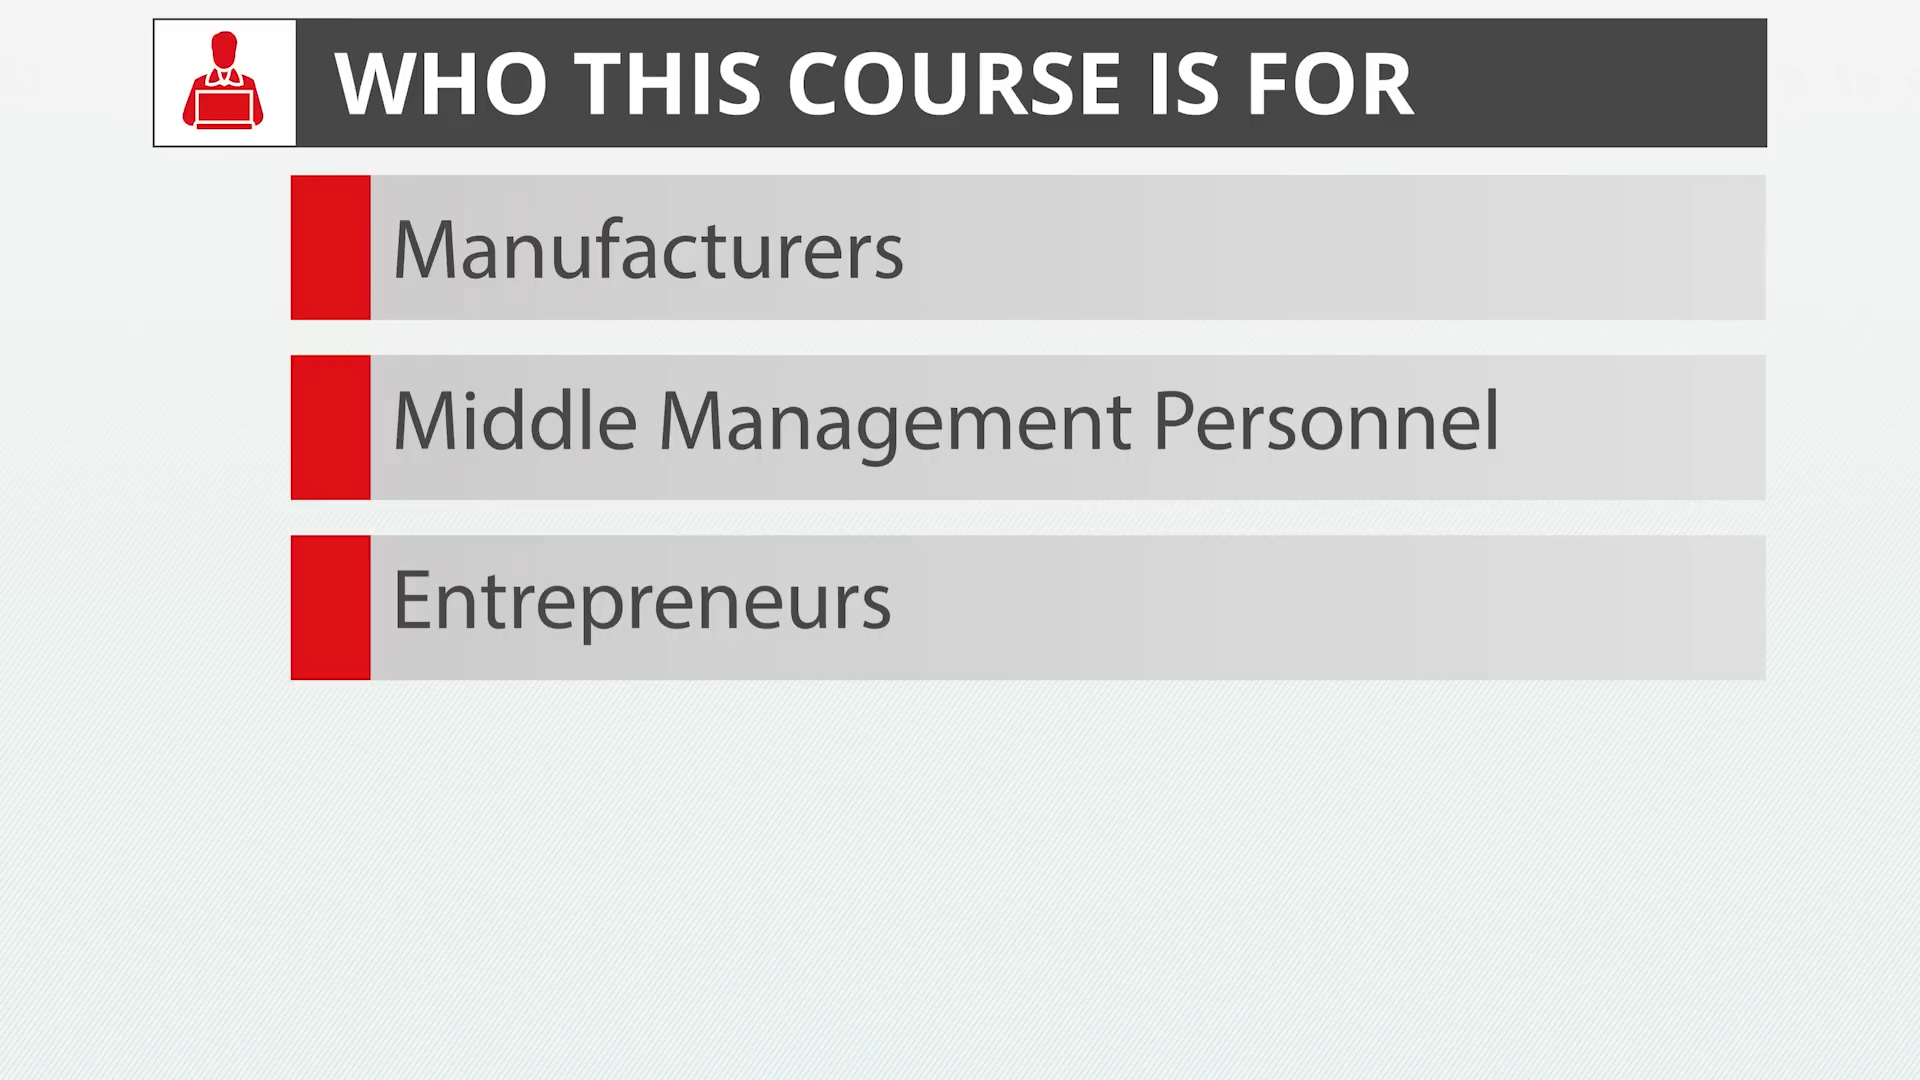 WHO THIS COURSE IS FOR
Manufacturers
Middle Management Personnel
Entrepreneurs